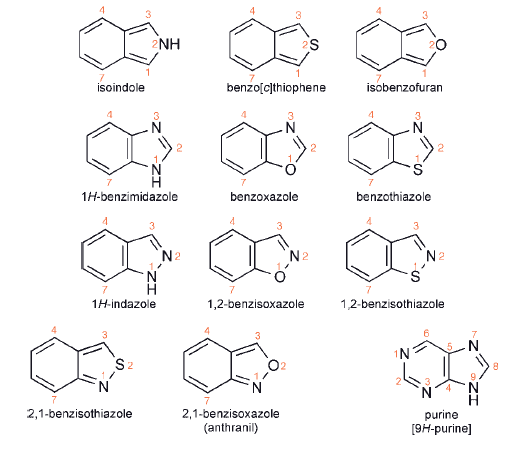 4 3 4 3 4 3
2 NH 2 S 2 O
7 1 7 1 7 1
isoindole benzo[c]thiophene isobenzofuran
4 3 N 4 3 N 4 3 N
2 2 2
7 1 N H 7 1 O 7 1 S
1H-benzimidazole benzoxazole benzothiazole
4 3 4 3 4 3
N 2 N 2 N 2
7 1 N H 7 1 O 7 1 S
1H-indazole 1,2-benzisoxazole 1,2-benzisothiazole
4 3 4 3 6 7
S 2 O 2 1 N 5 N 8
7 1 N 7 1 N 2 3 N 4 9 N H
2,1-benzisothiazole 2,1-benzisoxazole purine
(anthranil) [9H-purine]